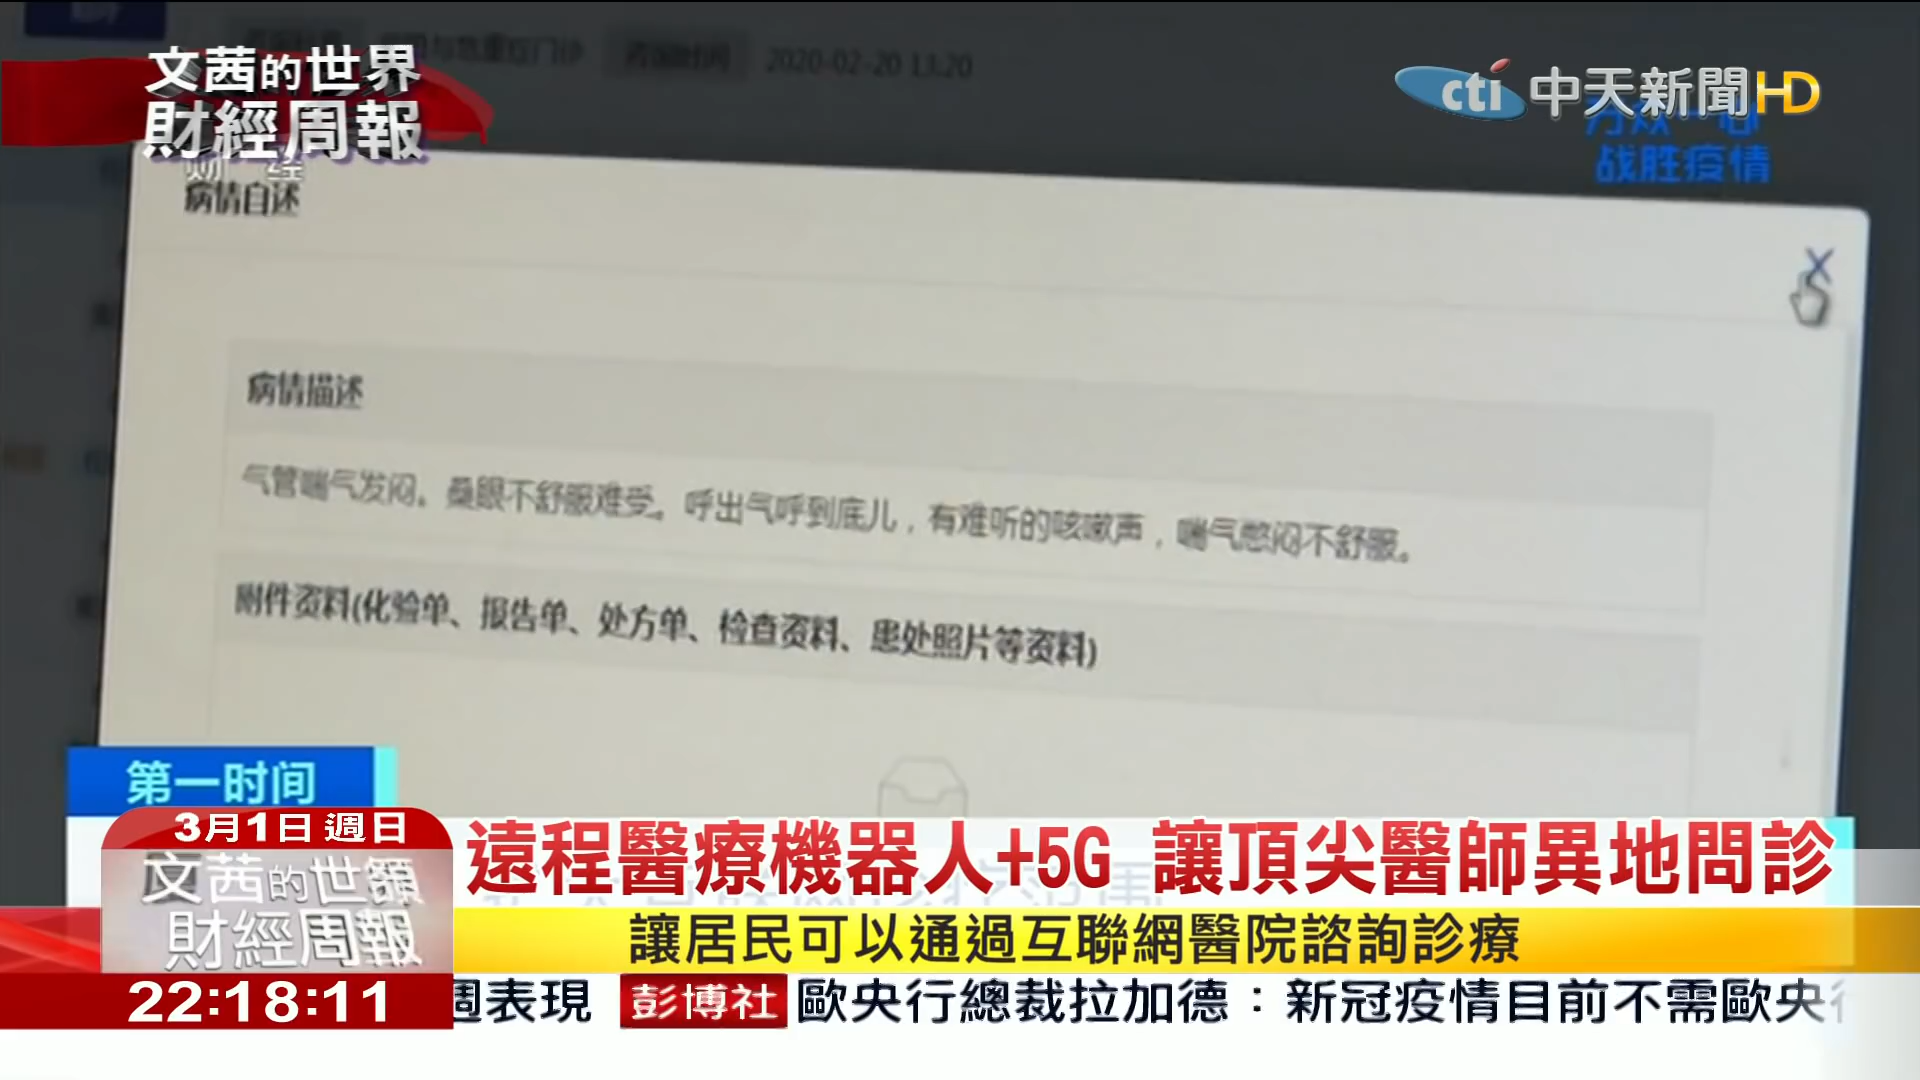 文茜的世界
財經周報
2020-02-20 13:20
cti 中天新聞HD
战胜疫情
财 经
病情自述
X
病情描述
气管喘气发闷。桑眼不舒服难受。呼出气呼到底儿，有难听的咳嗽声，喘气憋闷不舒服。
附件资料(化验单、报告单、处方单、检查资料、患处照片等资料)
第一时间
3月1日 週日
遠程醫療機器人+5G 讓頂尖醫師異地問診
財經周報
讓居民可以通過互聯網醫院諮詢診療
22:18:11
週表現 彭博社 歐央行總裁拉加德：新冠疫情目前不需歐央行